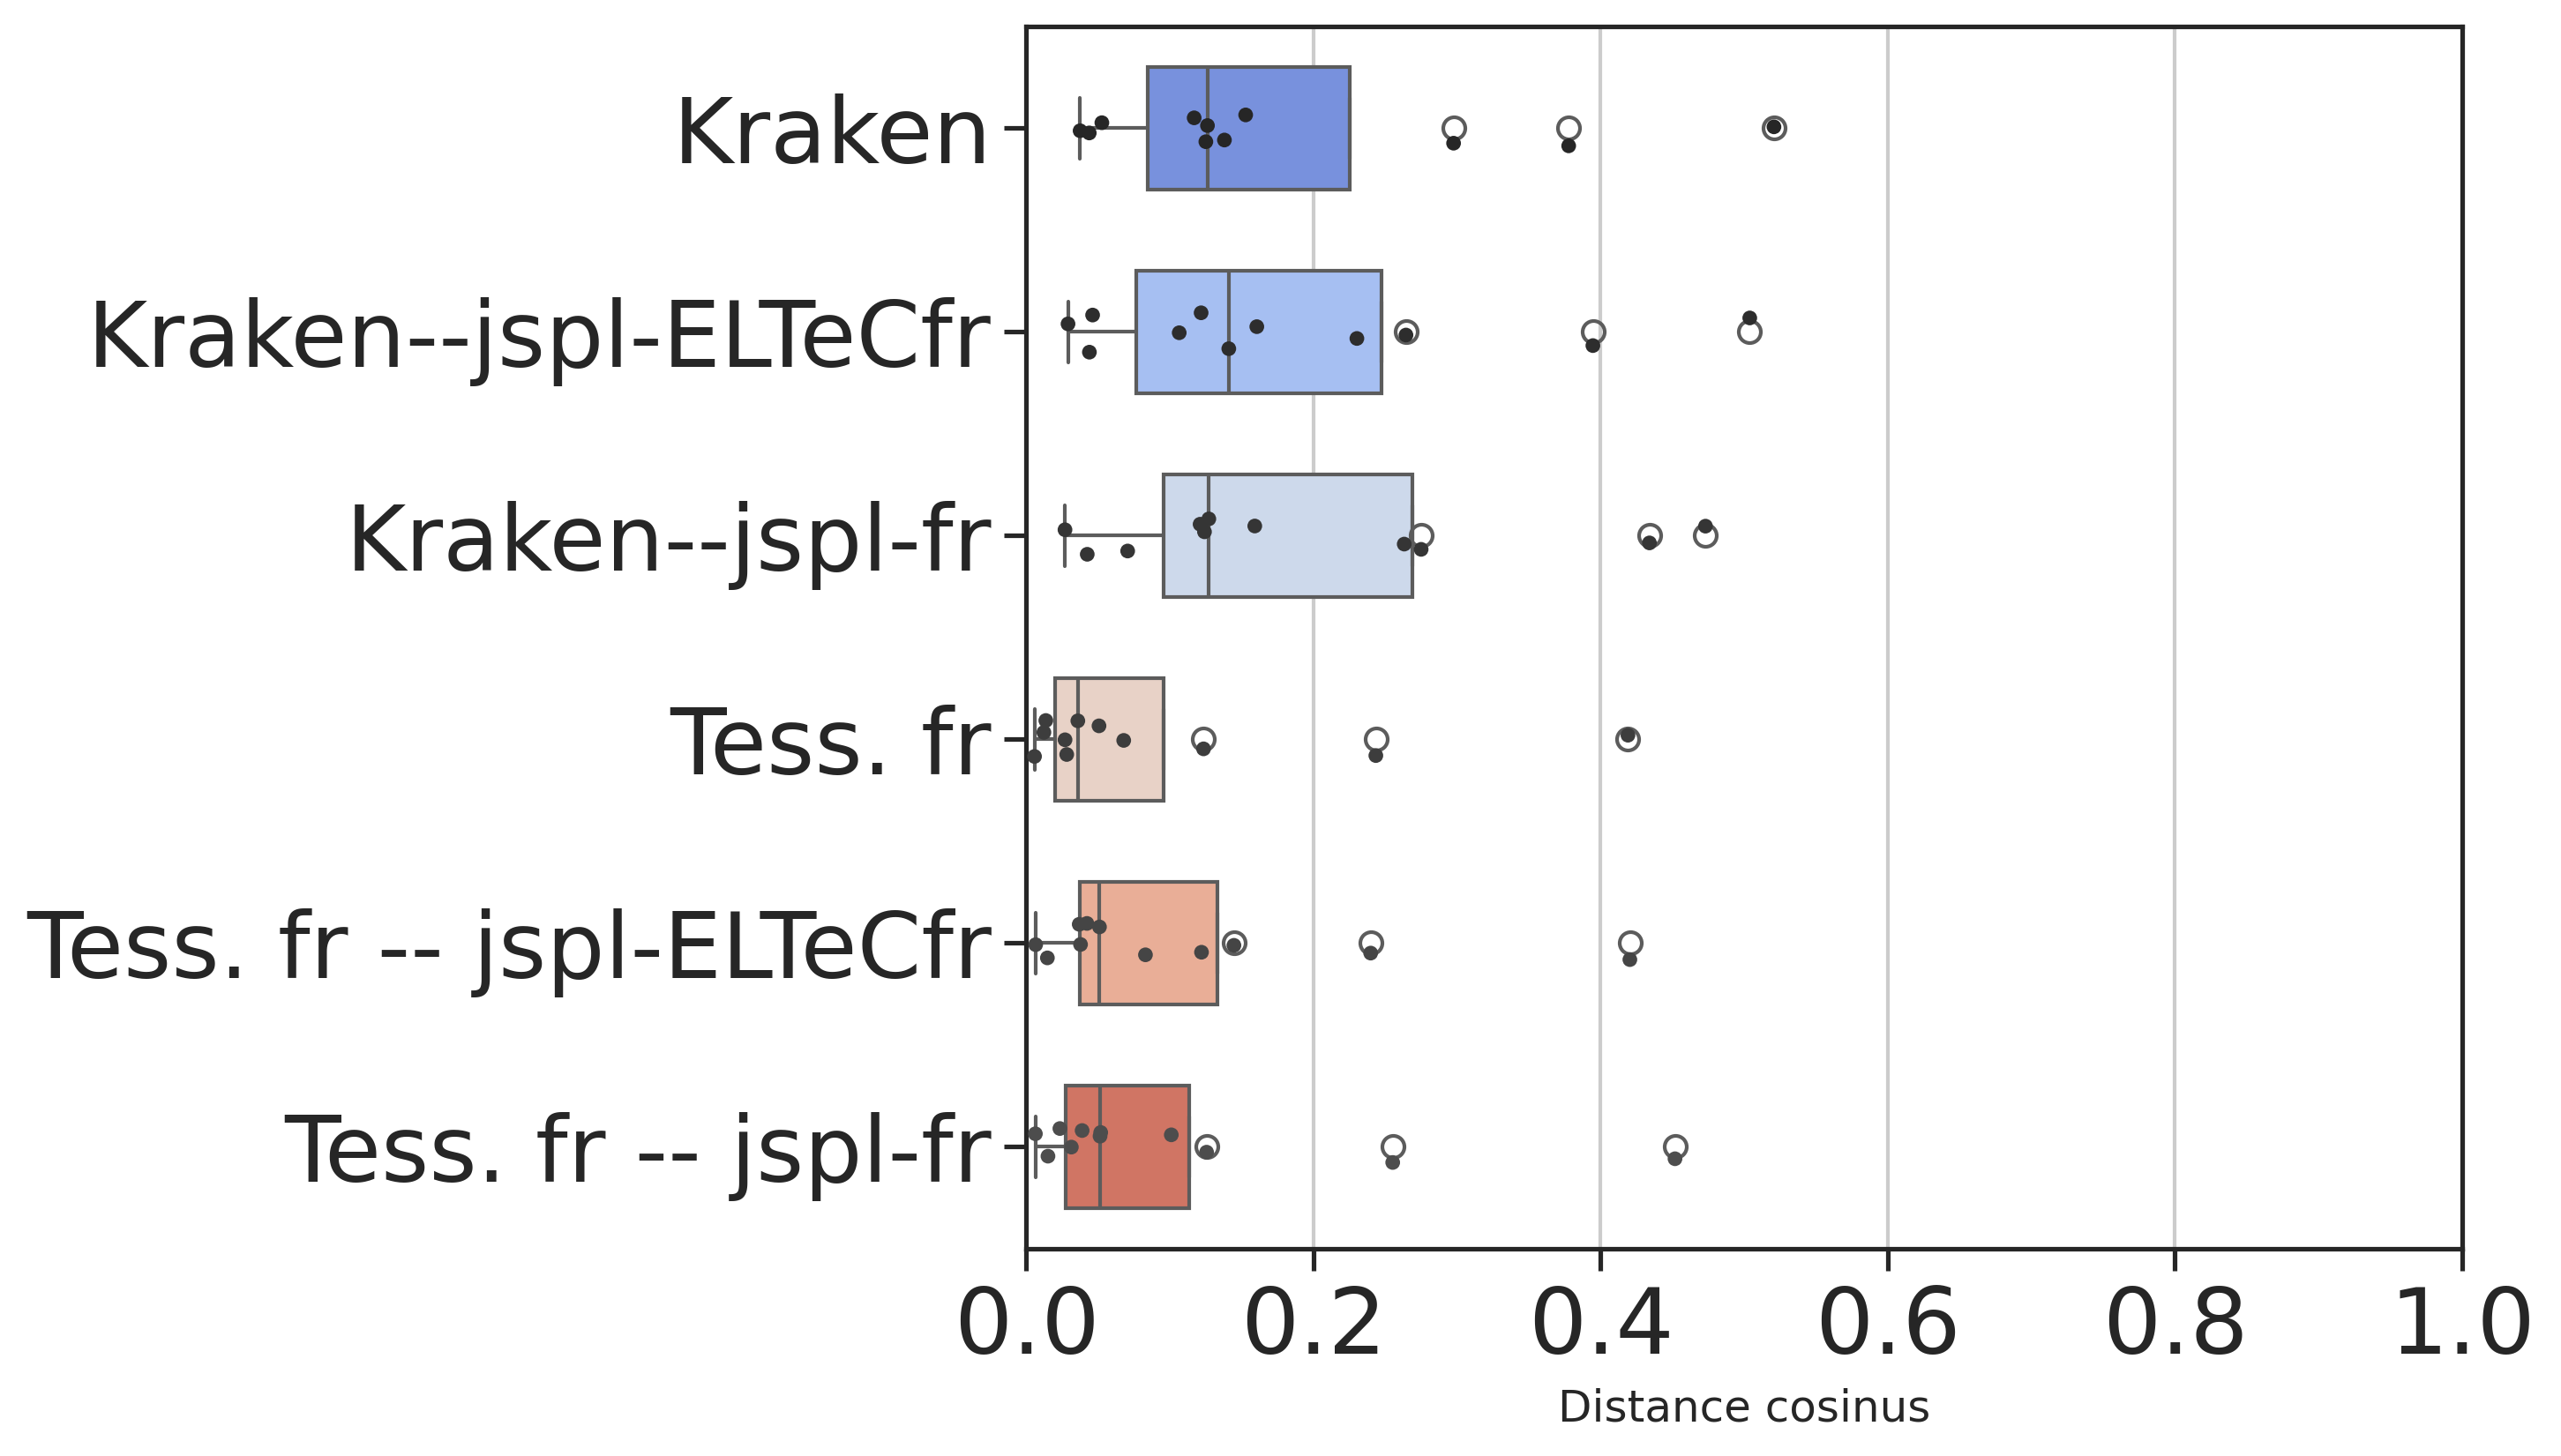 Kraken
Kraken--jspl-ELTeCfr
Kraken--jspl-fr
Tess. fr
Tess. fr -- jspl-ELTeCfr
Tess. fr -- jspl-fr
0.0 0.2 0.4 0.6 0.8 1.0
Distance cosinus